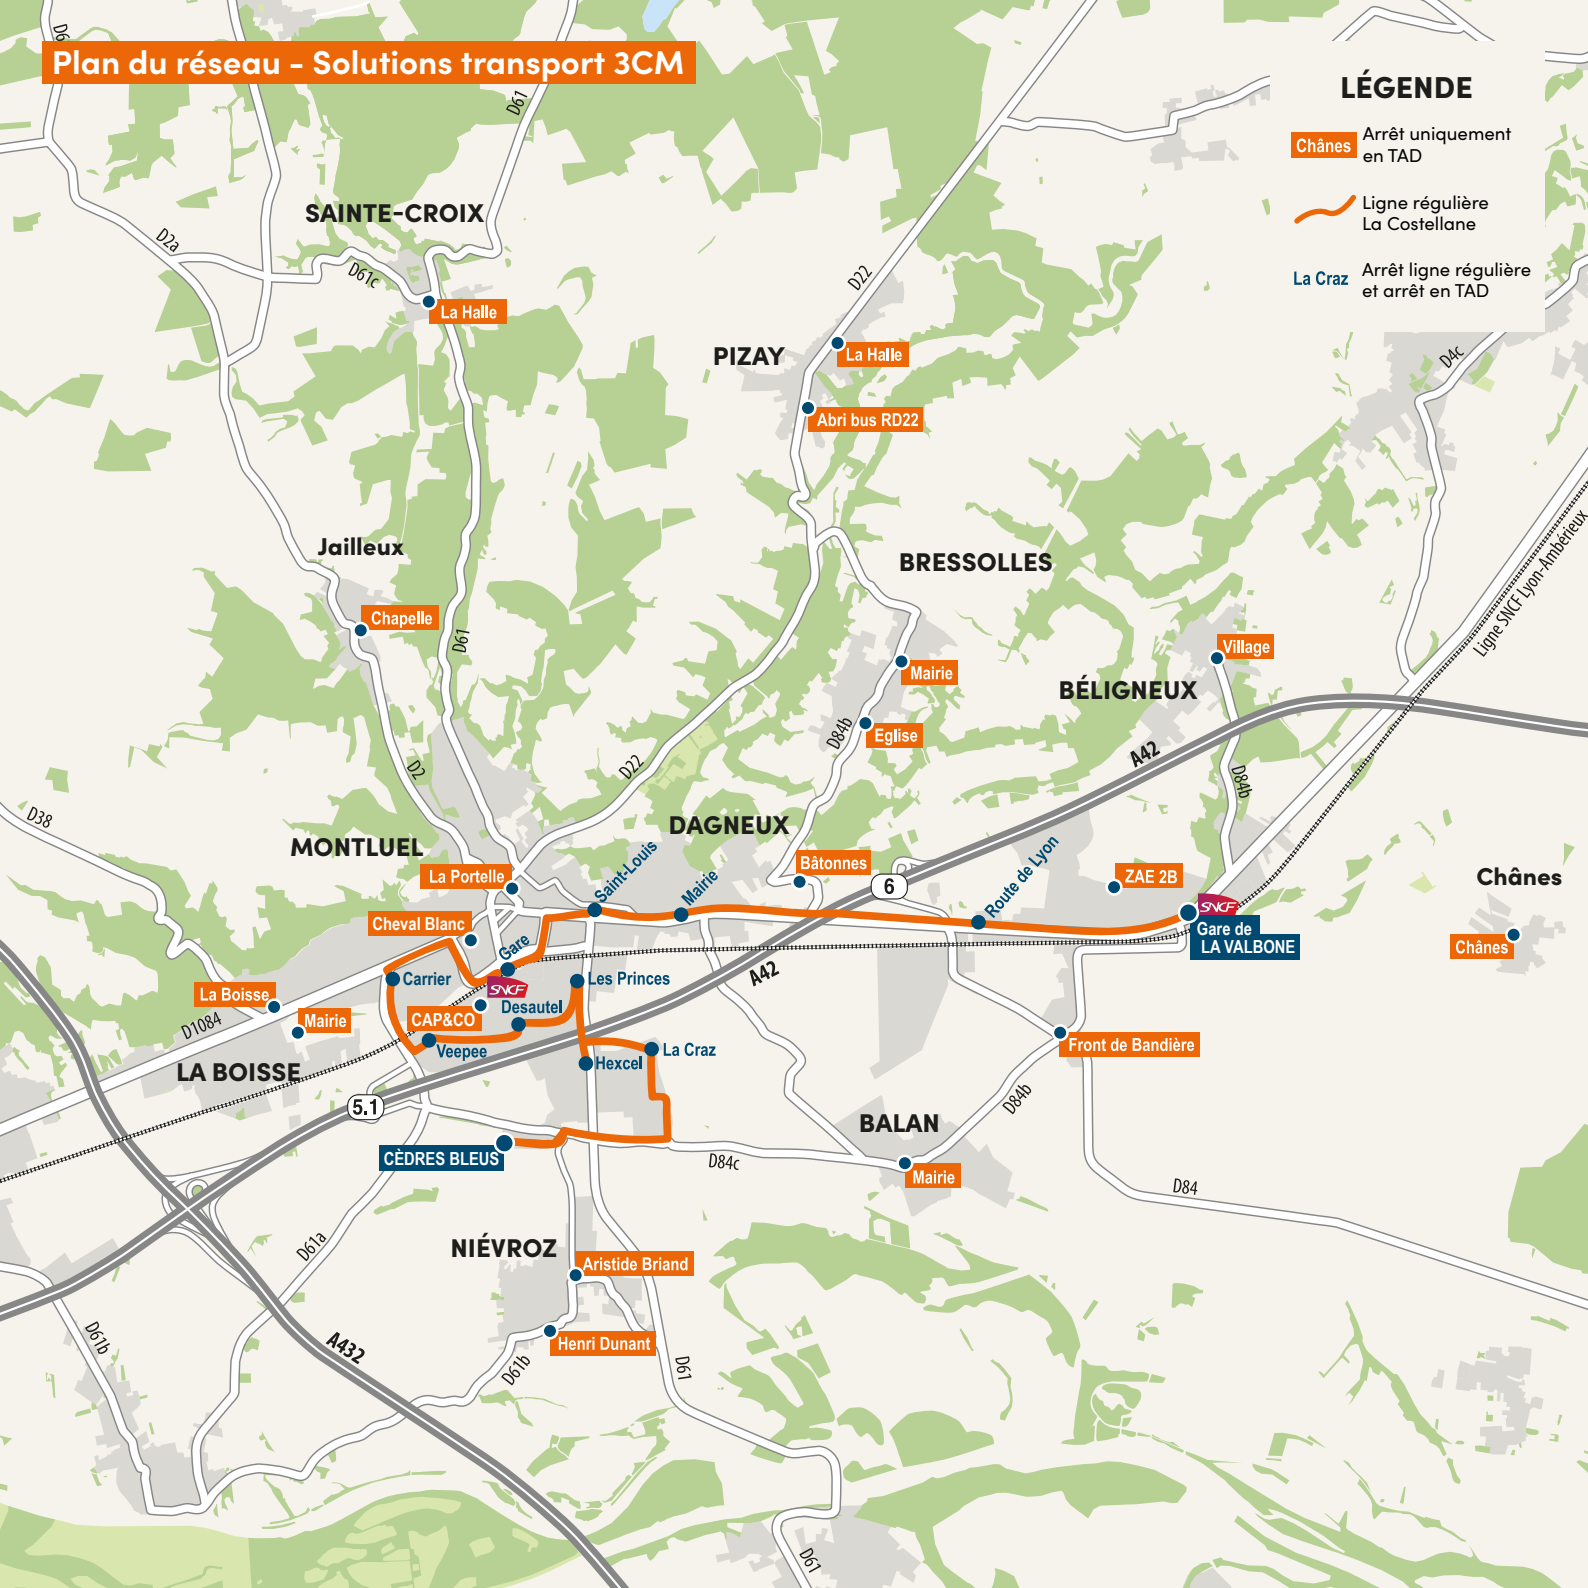 Plan du réseau - Solutions transport 3CM
LÉGENDE
Chânes
Arrêt uniquement
en TAD
Ligne régulière
La Costellane
La Craz
Arrêt ligne régulière
et arrêt en TAD
D61
D2a
SAINTE-CROIX
D61c
La Halle
D22
PIZAY
La Halle
Abri bus RD22
D4c
Ligne SNCF Lyon-Ambérieux
Jailleux
Chapelle
D61
BRESSOLLES
Mairie
Eglise
D84b
Village
BÉLIGNEUX
A42
D84b
D2
D22
D38
MONTLUEL
DAGNEUX
La Portelle
Saint-Louis
Mairie
Bâtonnes
6
Route de Lyon
ZAE 2B
SNCF
Gare de
LA VALBONE
Chânes
Chânes
Cheval Blanc
Gare
SNCF
Carrier
Les Princes
A42
La Boisse
Mairie
D1084
CAP&CO
Desautel
Veepee
Hexcel
La Craz
Front de Bandière
LA BOISSE
5.1
D84b
BALAN
Mairie
CÈDRES BLEUS
D84c
D84
D61a
NIÉVROZ
Aristide Briand
Henri Dunant
D61b
A432
D61b
D61
D61